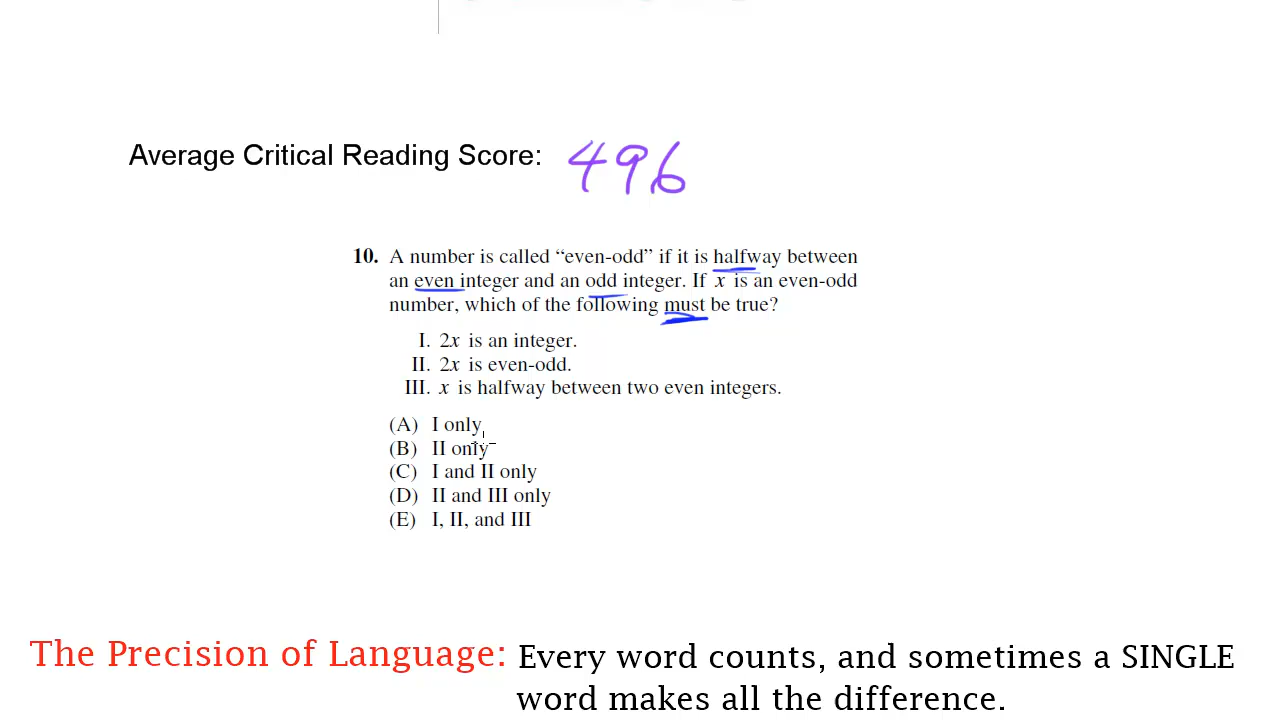 Average Critical Reading Score: 496
10. A number is called “even-odd” if it is halfway between
an even integer and an odd integer. If x is an even-odd
number, which of the following must be true?
I. 2x is an integer.
II. 2x is even-odd.
III. x is halfway between two even integers.
(A) I only
(B) II only
(C) I and II only
(D) II and III only
(E) I, II, and III
The Precision of Language: Every word counts, and sometimes a SINGLE
word makes all the difference.